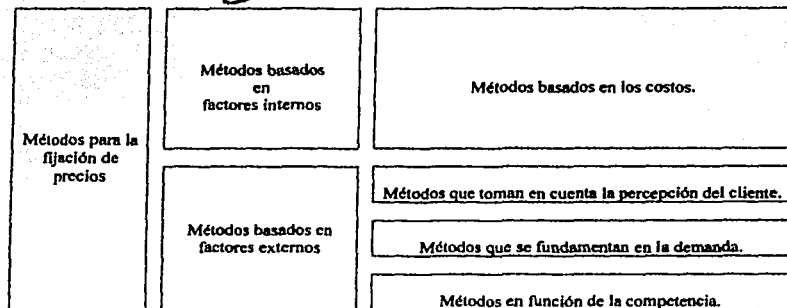 Métodos para la
fijación de
precios
Métodos basados
en
factores internos
Métodos basados en los costos.
Métodos basados en
factores externos
Métodos que toman en cuenta la percepción del cliente.
Métodos que se fundamentan en la demanda.
Métodos en función de la competencia.